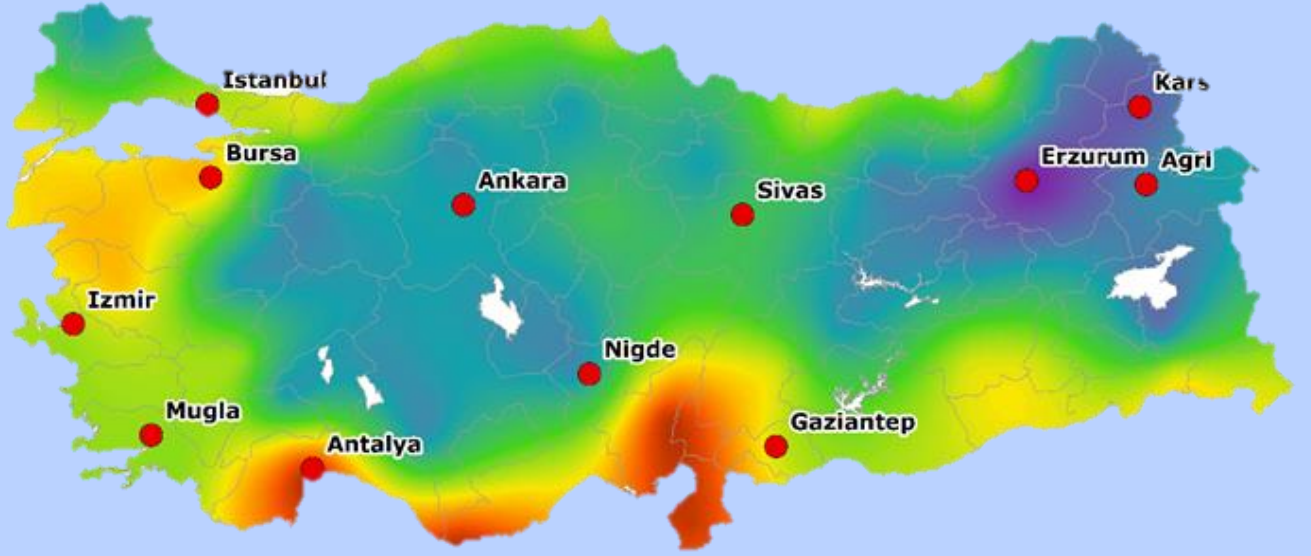 Istanbul
Kars
Bursa
Erzurum
Agri
Ankara
Sivas
Izmir
Nigde
Mugla
Gaziantep
Antalya